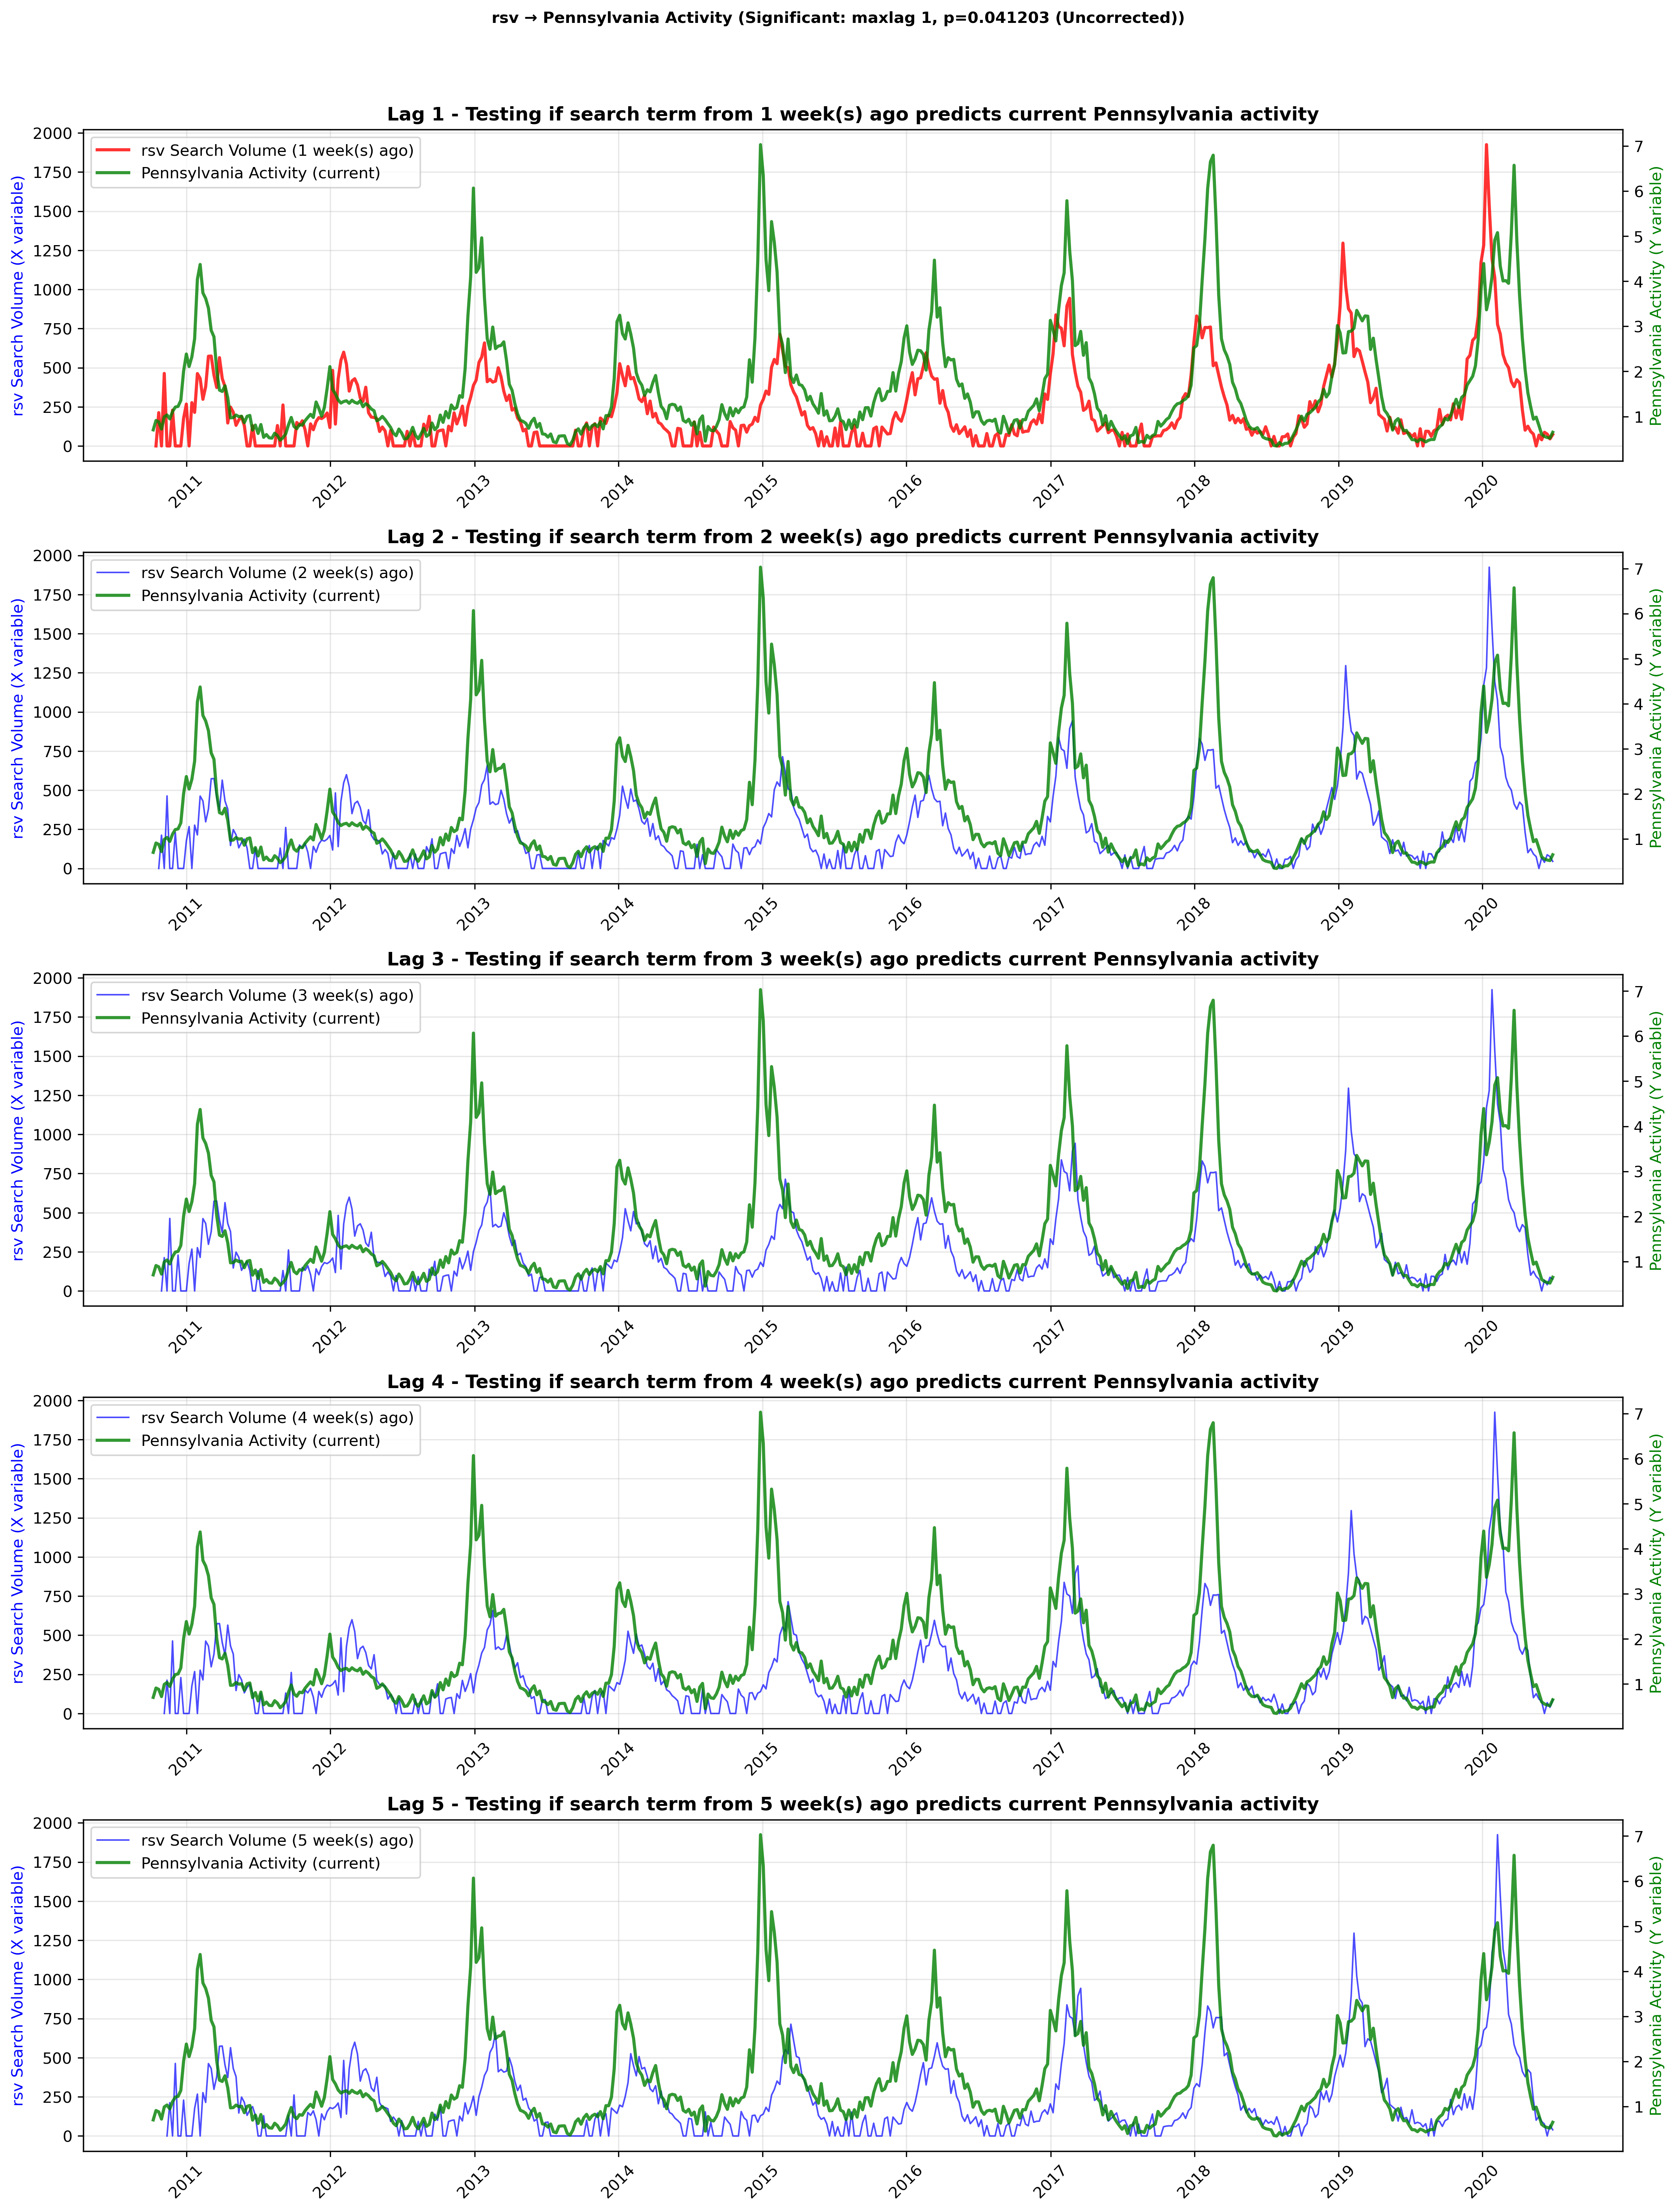 rsv → Pennsylvania Activity (Significant: maxlag 1, p=0.041203 (Uncorrected))
Lag 1 - Testing if search term from 1 week(s) ago predicts current Pennsylvania activity
rsv Search Volume (X variable)
2000
1750
1500
1250
1000
750
500
250
0
rsv Search Volume (1 week(s) ago)
Pennsylvania Activity (current)
7
6
5
4
3
2
1
Pennsylvania Activity (Y variable)
2011 2012 2013 2014 2015 2016 2017 2018 2019 2020
Lag 2 - Testing if search term from 2 week(s) ago predicts current Pennsylvania activity
rsv Search Volume (X variable)
2000
1750
1500
1250
1000
750
500
250
0
rsv Search Volume (2 week(s) ago)
Pennsylvania Activity (current)
7
6
5
4
3
2
1
Pennsylvania Activity (Y variable)
2011 2012 2013 2014 2015 2016 2017 2018 2019 2020
Lag 3 - Testing if search term from 3 week(s) ago predicts current Pennsylvania activity
rsv Search Volume (X variable)
2000
1750
1500
1250
1000
750
500
250
0
rsv Search Volume (3 week(s) ago)
Pennsylvania Activity (current)
7
6
5
4
3
2
1
Pennsylvania Activity (Y variable)
2011 2012 2013 2014 2015 2016 2017 2018 2019 2020
Lag 4 - Testing if search term from 4 week(s) ago predicts current Pennsylvania activity
rsv Search Volume (X variable)
2000
1750
1500
1250
1000
750
500
250
0
rsv Search Volume (4 week(s) ago)
Pennsylvania Activity (current)
7
6
5
4
3
2
1
Pennsylvania Activity (Y variable)
2011 2012 2013 2014 2015 2016 2017 2018 2019 2020
Lag 5 - Testing if search term from 5 week(s) ago predicts current Pennsylvania activity
rsv Search Volume (X variable)
2000
1750
1500
1250
1000
750
500
250
0
rsv Search Volume (5 week(s) ago)
Pennsylvania Activity (current)
7
6
5
4
3
2
1
Pennsylvania Activity (Y variable)
2011 2012 2013 2014 2015 2016 2017 2018 2019 2020